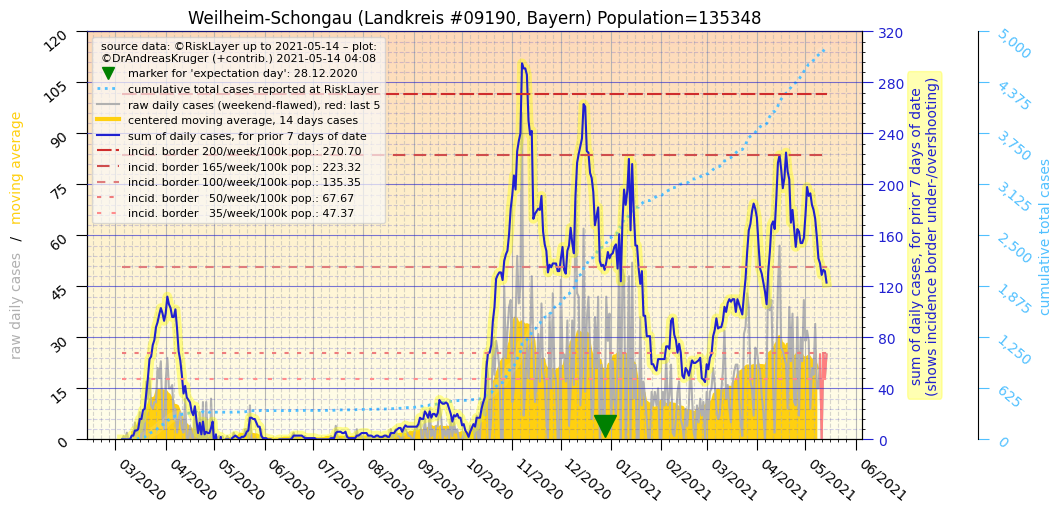 Weilheim-Schongau (Landkreis #09190, Bayern) Population=135348
source data: ©RiskLayer up to 2021-05-14 – plot:
©DrAndreasKruger (+contrib.) 2021-05-14 04:08
marker for 'expectation day': 28.12.2020
cumulative total cases reported at RiskLayer
raw daily cases (weekend-flawed), red: last 5
centered moving average, 14 days cases
sum of daily cases, for prior 7 days of date
incid. border 200/week/100k pop.: 270.70
incid. border 165/week/100k pop.: 223.32
incid. border 100/week/100k pop.: 135.35
incid. border   50/week/100k pop.: 67.67
incid. border   35/week/100k pop.: 47.37
raw daily cases / moving average
120
105
90
75
60
45
30
15
0
03/2020
04/2020
05/2020
06/2020
07/2020
08/2020
09/2020
10/2020
11/2020
12/2020
01/2021
02/2021
03/2021
04/2021
05/2021
06/2021
320
280
240
200
160
120
80
40
0
sum of daily cases, for prior 7 days of date
(shows incidence border under-/overshooting)
5,000
4,375
3,750
3,125
2,500
1,875
1,250
625
0
cumulative total cases